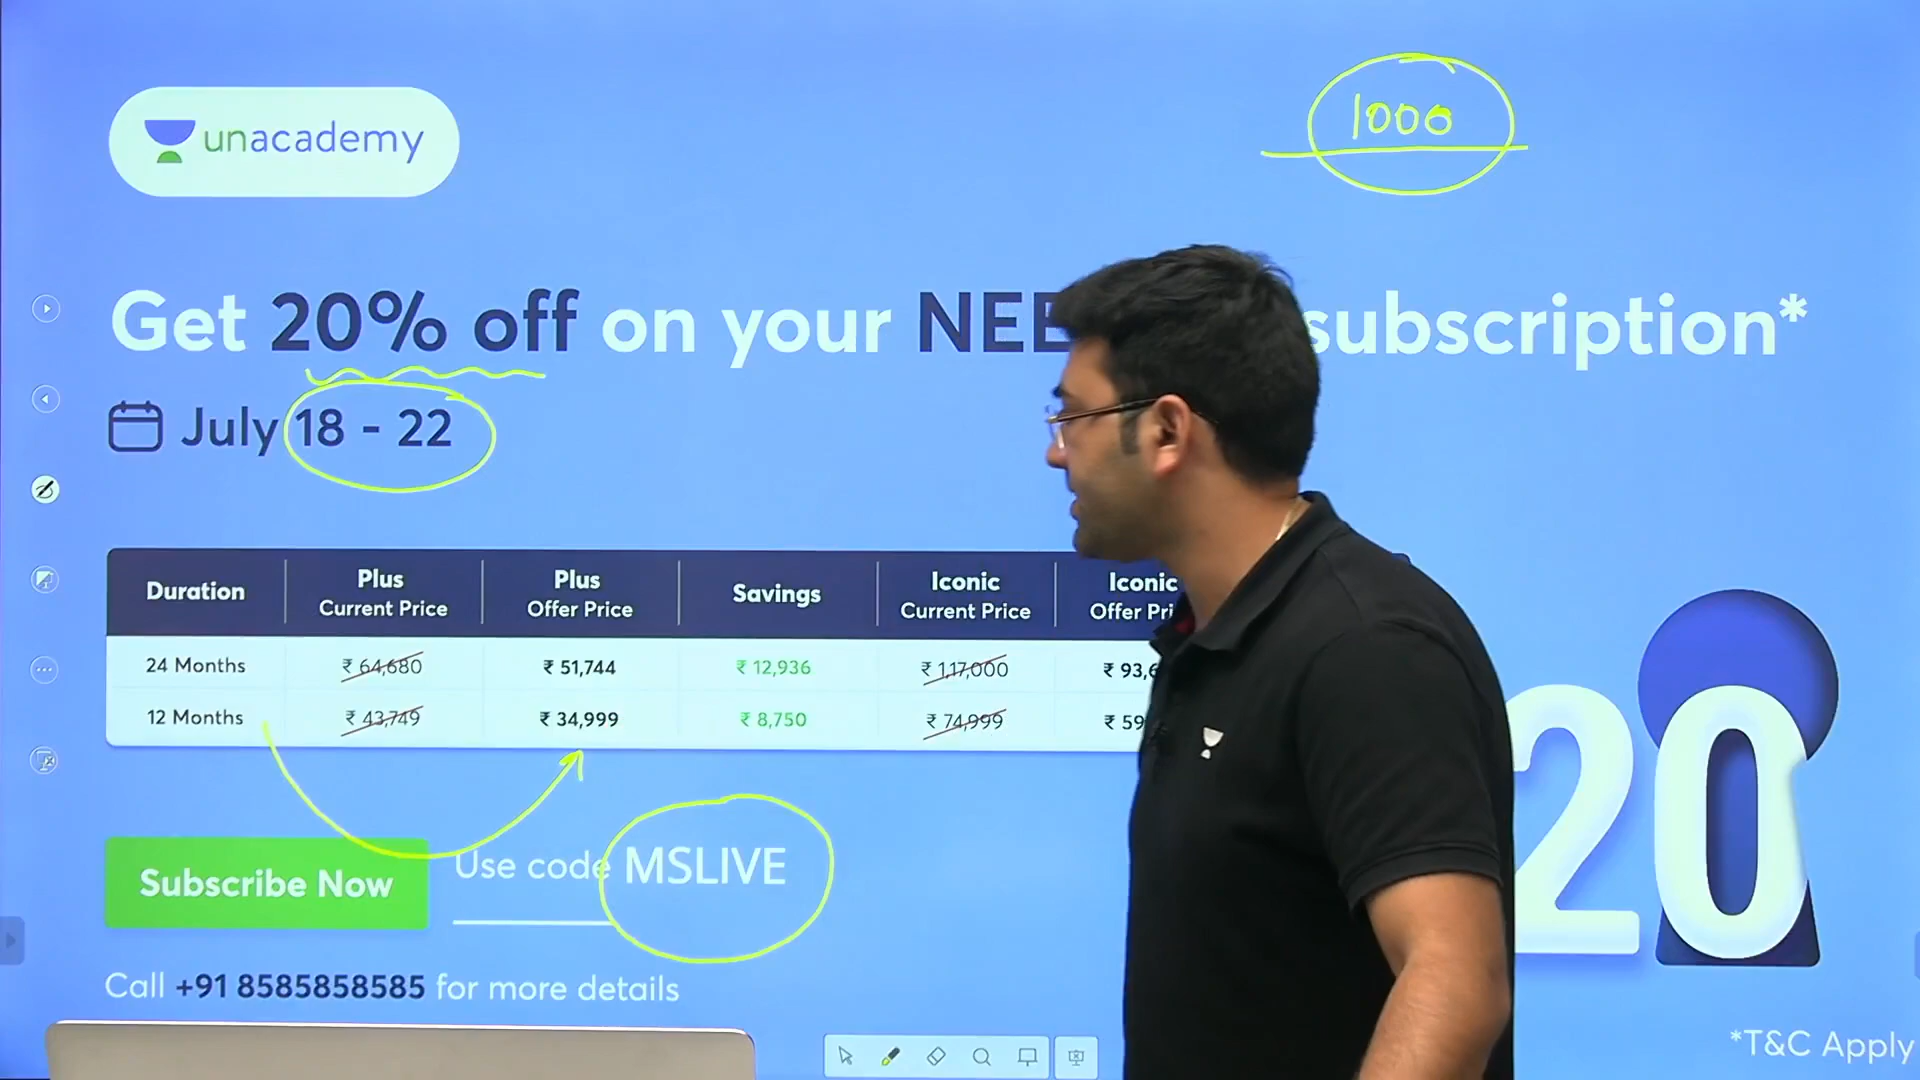 1000
unacademy
Get 20% off on your subscription*
July 18 - 22
Duration Plus Current Price Plus Offer Price Savings Iconic Current Price Iconic
24 Months ₹ 64,680 ₹ 51,744 ₹ 12,936 ₹ 1,17,000
12 Months ₹ 43,749 ₹ 34,999 ₹ 8,750 ₹ 74,999
Subscribe Now Use code MSLIVE
20
Call +91 8585858585 for more details
*T&C Apply